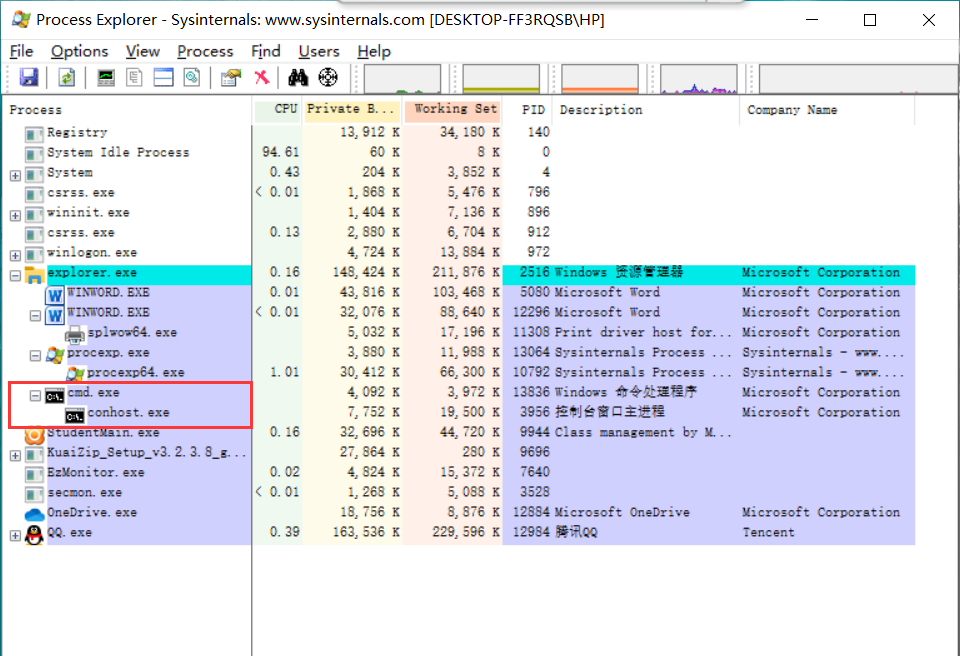 Process Explorer - Sysinternals: www.sysinternals.com [DESKTOP-FF3RQSB\HP]
File Options View Process Find Users Help
Process CPU Private B... Working Set PID Description Company Name
Registry 13,912 K 34,180 K 140
System Idle Process 94.61 60 K 8 K 0
System 0.43 204 K 3,852 K 4
csrss.exe < 0.01 1,868 K 5,476 K 796
wininit.exe 1,404 K 7,136 K 896
csrss.exe 0.13 2,880 K 6,704 K 912
winlogon.exe 4,724 K 13,884 K 972
explorer.exe 0.16 148,424 K 211,876 K 2516 Windows 资源管理器 Microsoft Corporation
WINWORD.EXE 0.01 43,816 K 103,468 K 5080 Microsoft Word Microsoft Corporation
WINWORD.EXE < 0.01 32,076 K 88,640 K 12296 Microsoft Word Microsoft Corporation
splwow64.exe 5,032 K 17,196 K 11308 Print driver host for... Microsoft Corporation
procexp.exe 3,880 K 11,988 K 13064 Sysinternals Process ... Sysinternals - www....
procexp64.exe 1.01 30,412 K 66,300 K 10792 Sysinternals Process ... Sysinternals - www....
cmd.exe 4,092 K 3,972 K 13836 Windows 命令处理程序 Microsoft Corporation
conhost.exe 7,752 K 19,500 K 3956 控制台窗口主进程 Microsoft Corporation
StudentMain.exe 0.16 32,696 K 44,720 K 9944 Class management by M...
KuaiZip_Setup_v3.2.3.8_g... 27,864 K 280 K 9696
EzMonitor.exe 0.02 4,824 K 15,372 K 7640
secmon.exe < 0.01 1,268 K 5,088 K 3528
OneDrive.exe 18,756 K 8,876 K 12884 Microsoft OneDrive Microsoft Corporation
QQ.exe 0.39 163,536 K 229,596 K 12984 腾讯QQ Tencent